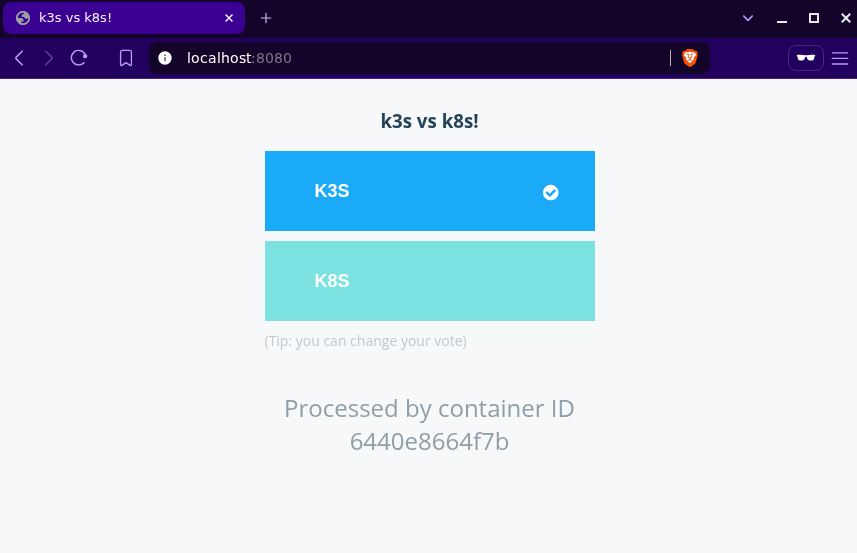 k3s vs k8s!
localhost:8080
k3s vs k8s!
K3S
K8S
(Tip: you can change your vote)
Processed by container ID
6440e8664f7b